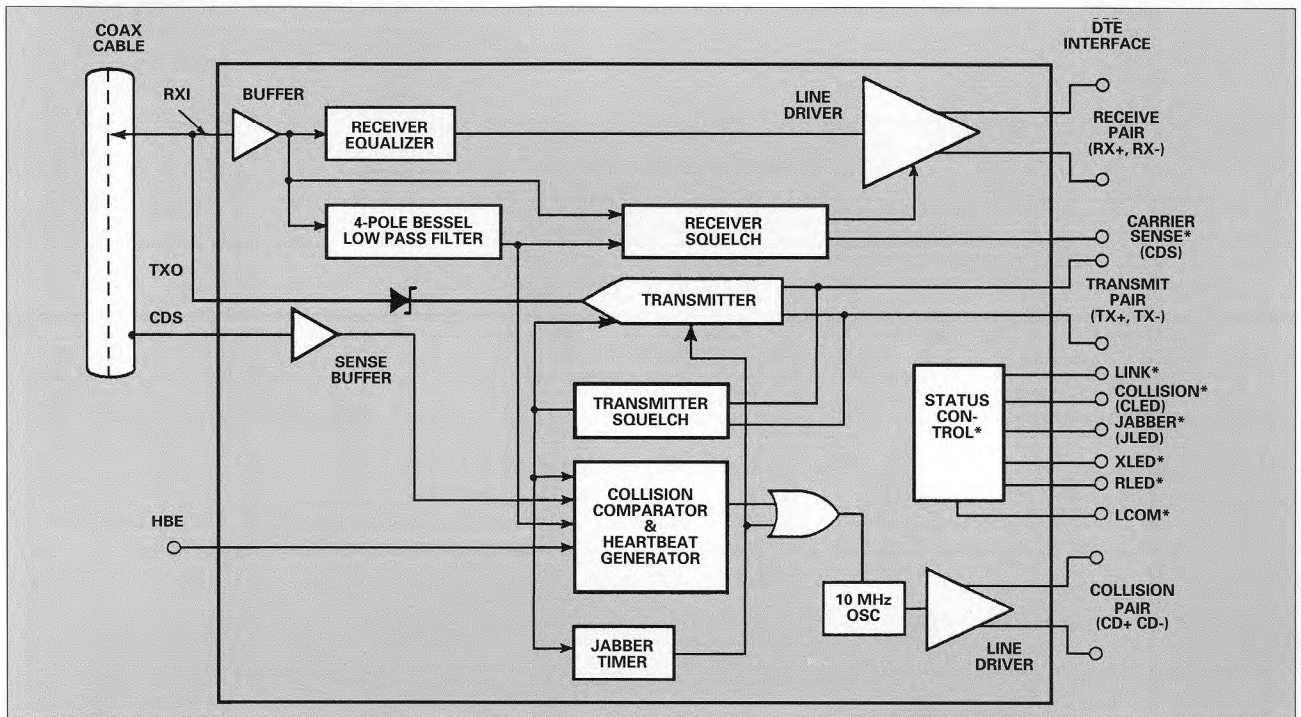 COAX
CABLE
DTE
INTERFACE
RXI
BUFFER
LINE
DRIVER
RECEIVER
EQUALIZER
RECEIVE
PAIR
(RX+, RX-)
4-POLE BESSEL
LOW PASS FILTER
RECEIVER
SQUELCH
CARRIER
SENSE*
(CDS)
TXO
TRANSMITTER
TRANSMIT
PAIR
(TX+, TX-)
CDS
SENSE
BUFFER
TRANSMITTER
SQUELCH
STATUS
CON-
TROL*
LINK*
COLLISION*
(CLED)
JABBER*
(JLED)
XLED*
RLED*
LCOM*
HBE
COLLISION
COMPARATOR
&
HEARTBEAT
GENERATOR
10 MHz
OSC
LINE
DRIVER
COLLISION
PAIR
(CD+ CD-)
JABBER
TIMER